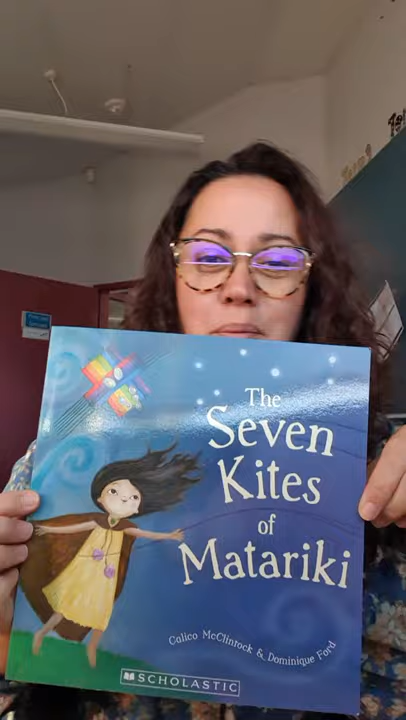 The
Seven
Kites
of
Matariki
Calico McClintock & Dominique Ford
SCHOLASTIC